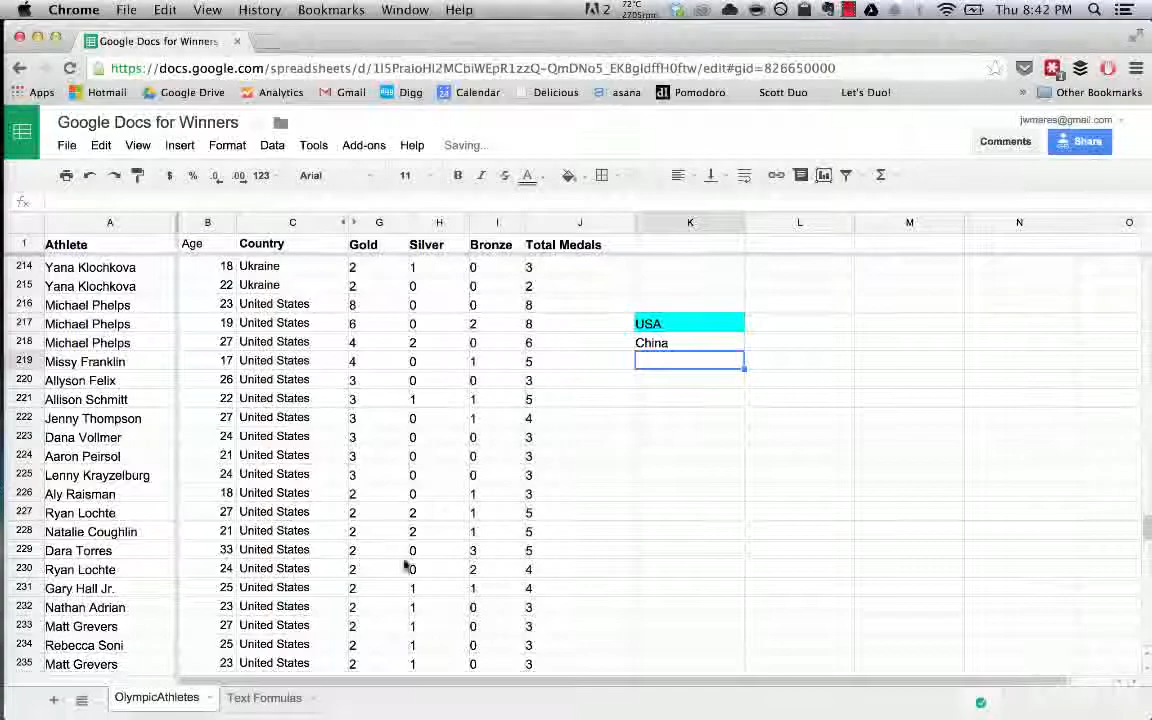 Chrome File Edit View History Bookmarks Window Help 2 72°C 2705rpm Thu 8:42 PM
Google Docs for Winners
https://docs.google.com/spreadsheets/d/
Apps Hotmail Google Drive Analytics Gmail Digg 24 Calendar Delicious asana dl Pomodoro Scott Duo Let's Duo! » Other Bookmarks
Google Docs for Winners jwmares@gmail.com
File Edit View Insert Format Data Tools Add-ons Help Saving... Comments Share
$ % .0 .00 123 Arial 11 B I S A Σ
fx
A B C G H I J K L M N O
1 Athlete Age Country Gold Silver Bronze Total Medals
214 Yana Klochkova 18 Ukraine 2 1 0 3
215 Yana Klochkova 22 Ukraine 2 0 0 2
216 Michael Phelps 23 United States 8 0 0 8
217 Michael Phelps 19 United States 6 0 2 8 USA
218 Michael Phelps 27 United States 4 2 0 6 China
219 Missy Franklin 17 United States 4 0 1 5
220 Allyson Felix 26 United States 3 0 0 3
221 Allison Schmitt 22 United States 3 1 1 5
222 Jenny Thompson 27 United States 3 0 1 4
223 Dana Vollmer 24 United States 3 0 0 3
224 Aaron Peirsol 21 United States 3 0 0 3
225 Lenny Krayzelburg 24 United States 3 0 0 3
226 Aly Raisman 18 United States 2 0 1 3
227 Ryan Lochte 27 United States 2 2 1 5
228 Natalie Coughlin 21 United States 2 2 1 5
229 Dara Torres 33 United States 2 0 3 5
230 Ryan Lochte 24 United States 2 0 2 4
231 Gary Hall Jr. 25 United States 2 1 1 4
232 Nathan Adrian 23 United States 2 1 0 3
233 Matt Grevers 27 United States 2 1 0 3
234 Rebecca Soni 25 United States 2 1 0 3
235 Matt Grevers 23 United States 2 1 0 3
OlympicAthletes Text Formulas